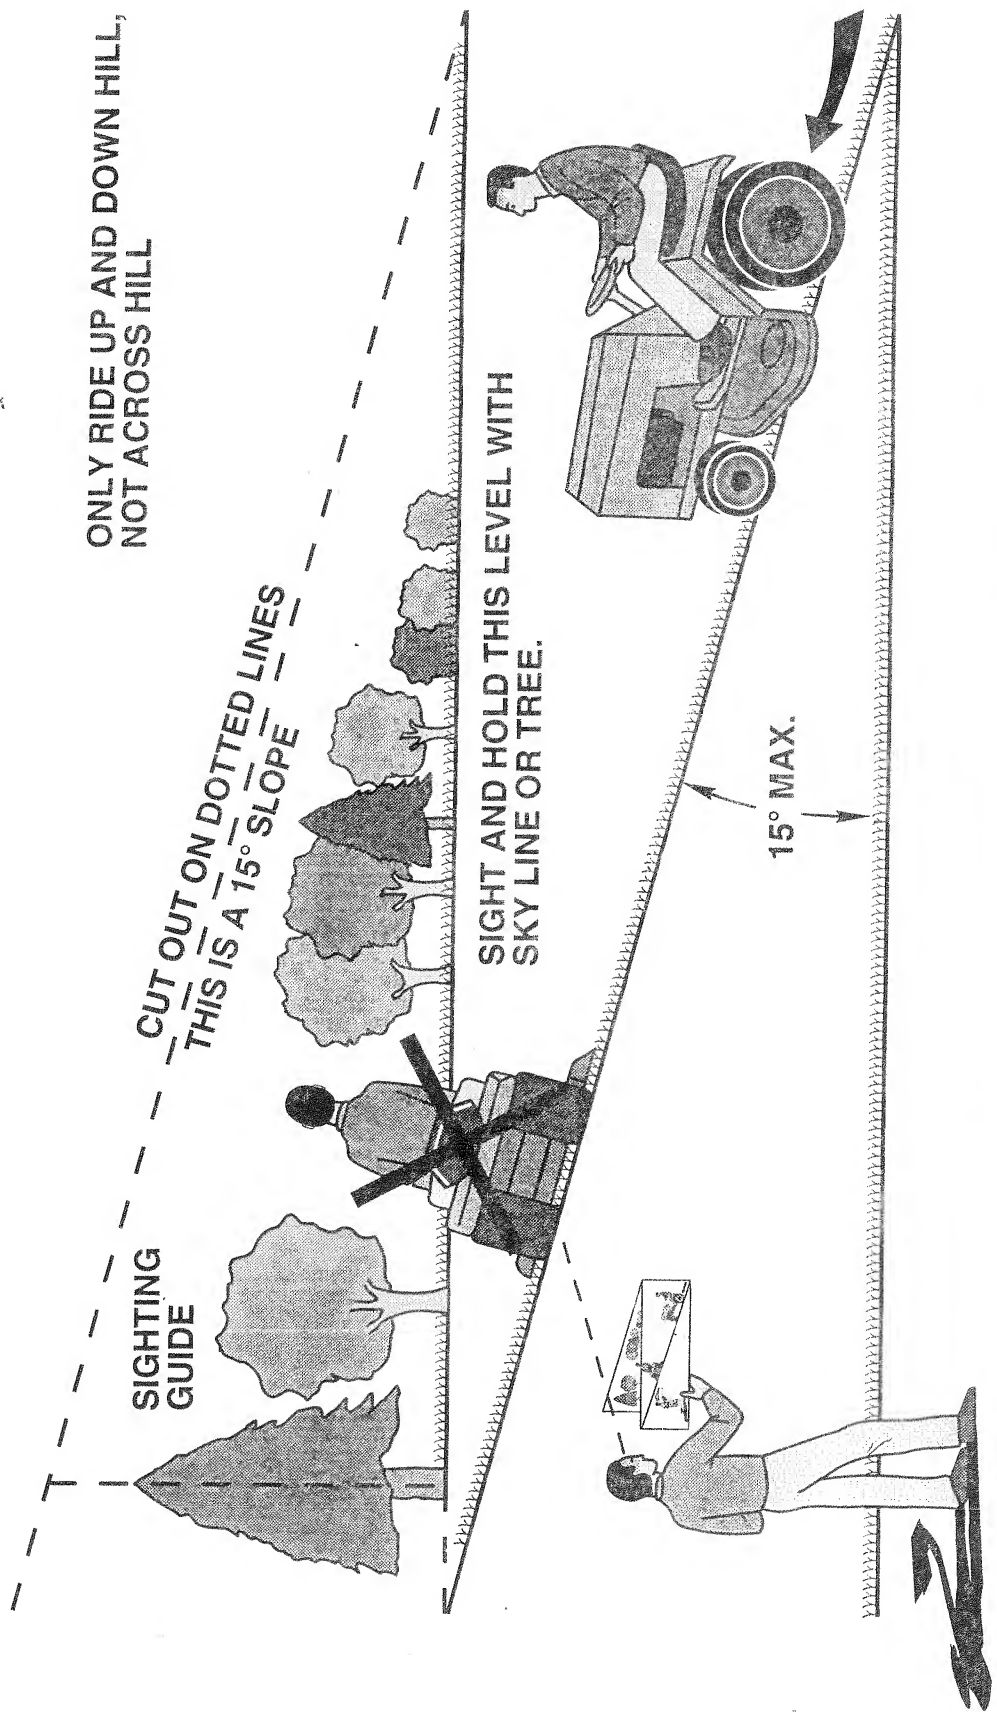 ONLY RIDE UP AND DOWN HILL,
NOT ACROSS HILL
CUT OUT ON DOTTED LINES
THIS IS A 15° SLOPE
SIGHTING
GUIDE
SIGHT AND HOLD THIS LEVEL WITH
SKY LINE OR TREE.
15° MAX.